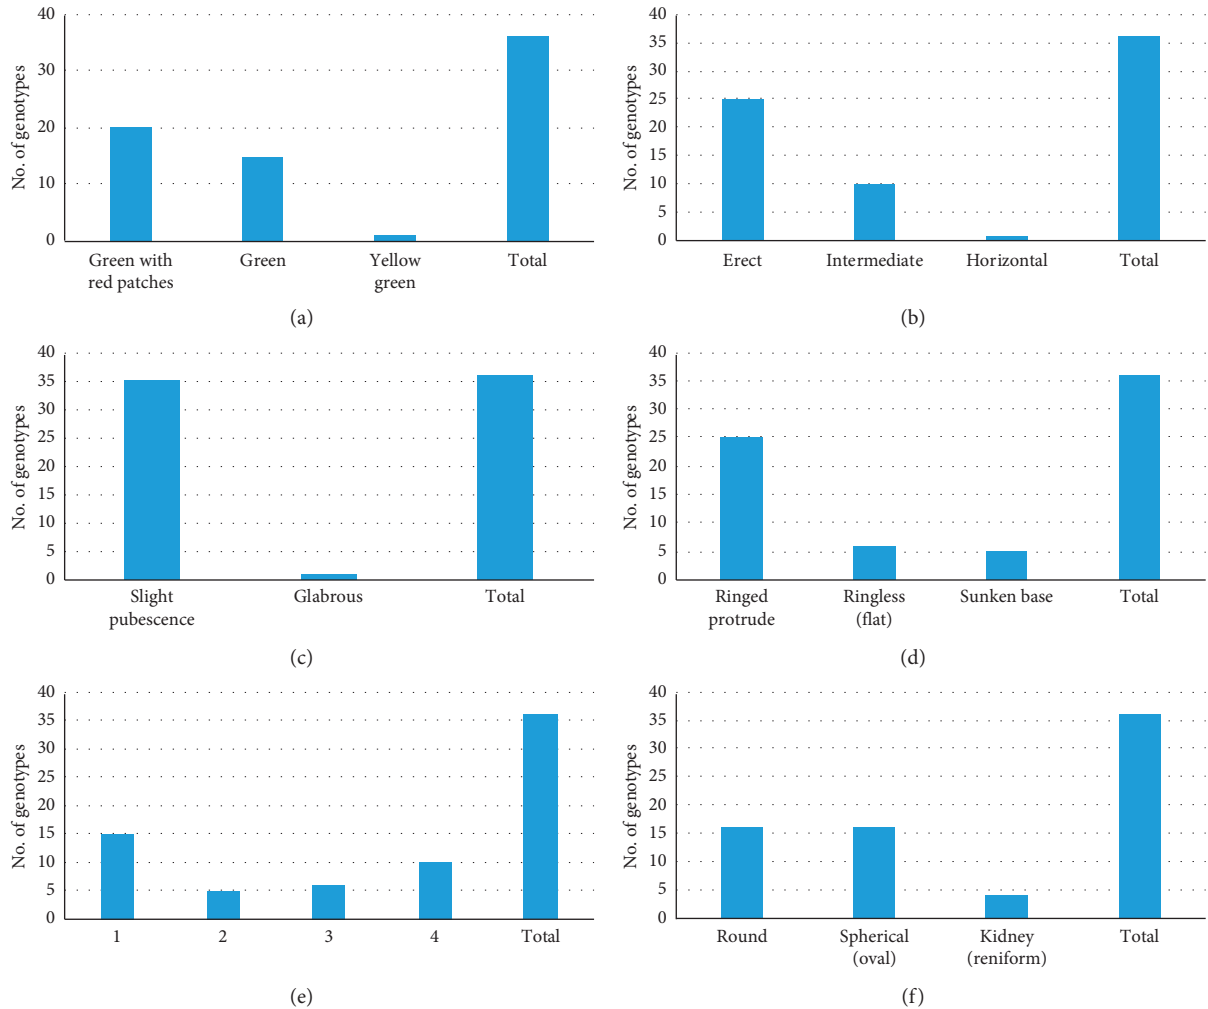 No. of genotypes
40
30
20
10
0
Green with
red patches
Green
Yellow
green
Total
(a)
No. of genotypes
40
35
30
25
20
15
10
5
0
Erect
Intermediate
Horizontal
Total
(b)
No. of genotypes
40
35
30
25
20
15
10
5
0
Slight
pubescence
Glabrous
Total
(c)
No. of genotypes
40
35
30
25
20
15
10
5
0
Ringed
protrude
Ringless
(flat)
Sunken base
Total
(d)
No. of genotypes
40
35
30
25
20
15
10
5
0
1
2
3
4
Total
(e)
No. of genotypes
40
35
30
25
20
15
10
5
0
Round
Spherical
(oval)
Kidney
(reniform)
Total
(f)